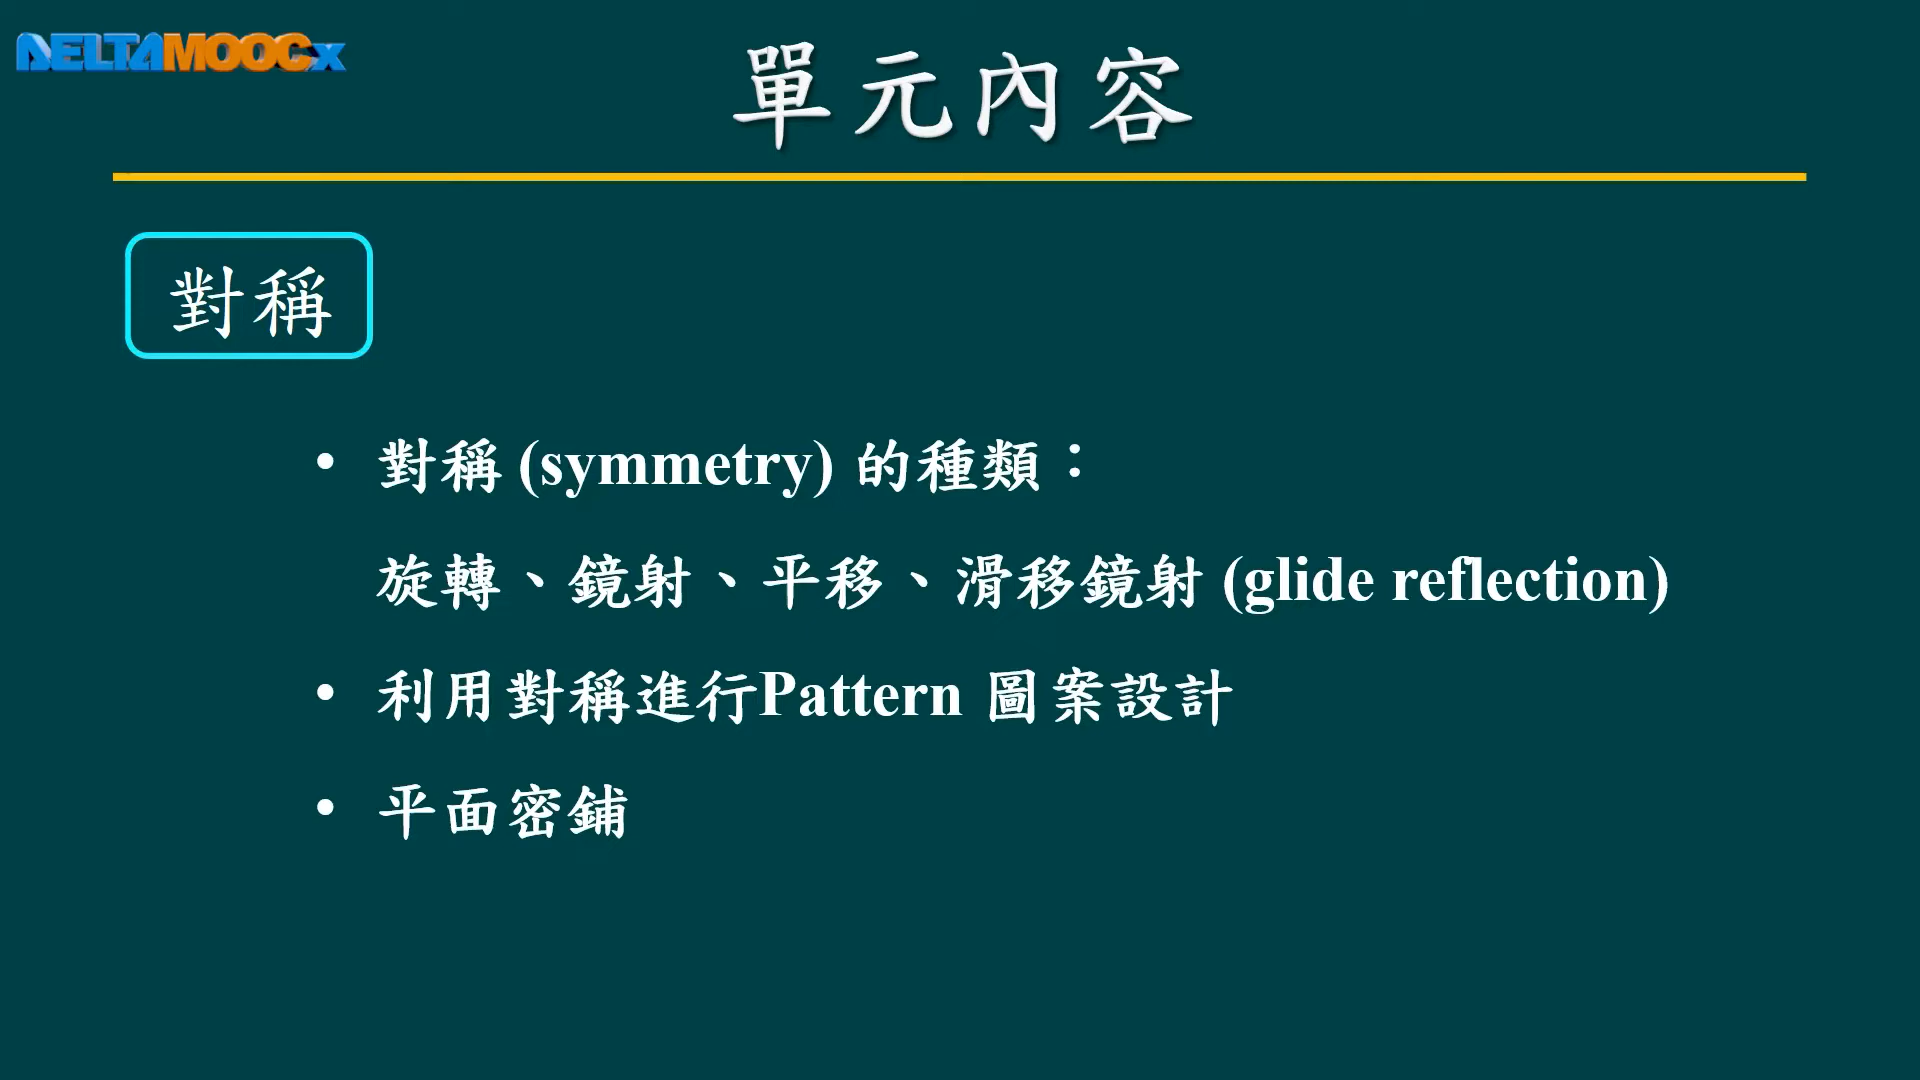 DELTAMOOCx
單元內容
對稱
• 對稱 (symmetry) 的種類：
旋轉、鏡射、平移、滑移鏡射 (glide reflection)
• 利用對稱進行Pattern 圖案設計
• 平面密鋪